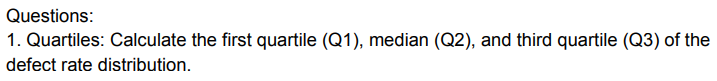 Questions:
1. Quartiles: Calculate the first quartile (Q1), median (Q2), and third quartile (Q3) of the
defect rate distribution.